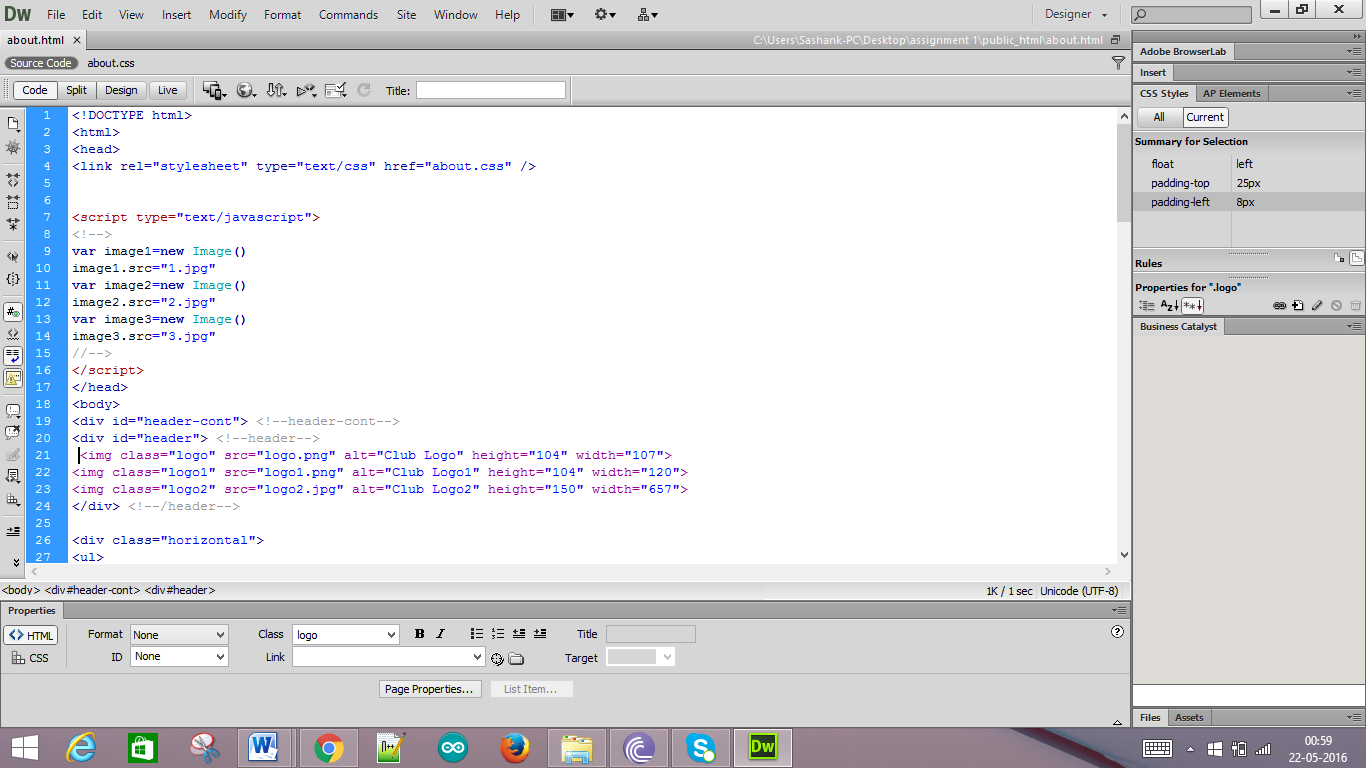 Dw File Edit View Insert Modify Format Commands Site Window Help Designer
about.html × C:\Users\Sashank-PC\Desktop\assignment 1\public_html\about.html
Source Code about.css
Code Split Design Live Title:
1 <!DOCTYPE html>
2 <html>
3 <head>
4 <link rel="stylesheet" type="text/css" href="about.css" />
5
6
7 <script type="text/javascript">
8 <!-->
9 var image1=new Image()
10 image1.src="1.jpg"
11 var image2=new Image()
12 image2.src="2.jpg"
13 var image3=new Image()
14 image3.src="3.jpg"
15 //-->
16 </script>
17 </head>
18 <body>
19 <div id="header-cont"> <!--header-cont-->
20 <div id="header"> <!--header-->
21 <img class="logo" src="logo.png" alt="Club Logo" height="104" width="107">
22 <img class="logo1" src="logo1.png" alt="Club Logo1" height="104" width="120">
23 <img class="logo2" src="logo2.jpg" alt="Club Logo2" height="150" width="657">
24 </div> <!--/header-->
25
26 <div class="horizontal">
27 <ul>
<body> <div#header-cont> <div#header> 1K / 1 sec Unicode (UTF-8)
Properties
<> HTML Format None Class logo B I Title
CSS ID None Link Target
Page Properties... List Item...
Adobe BrowserLab
Insert
CSS Styles AP Elements
All Current
Summary for Selection
float left
padding-top 25px
padding-left 8px
Rules
Properties for ".logo"
Business Catalyst
Files Assets
Dw
00:59
22-05-2016